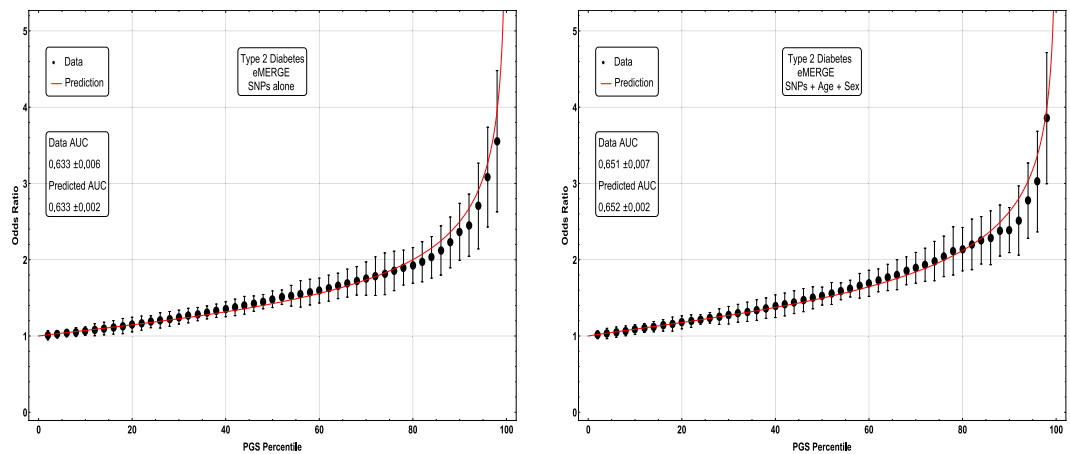 5
4
3
2
1
0
Odds Ratio
Data
Prediction
Type 2 Diabetes
eMERGE
SNPs alone
Data AUC
0,633 ±0,006
Predicted AUC
0,633 ±0,002
0 20 40 60 80 100
PGS Percentile
5
4
3
2
1
0
Odds Ratio
Data
Prediction
Type 2 Diabetes
eMERGE
SNPs + Age + Sex
Data AUC
0,651 ±0,007
Predicted AUC
0,652 ±0,002
0 20 40 60 80 100
PGS Percentile